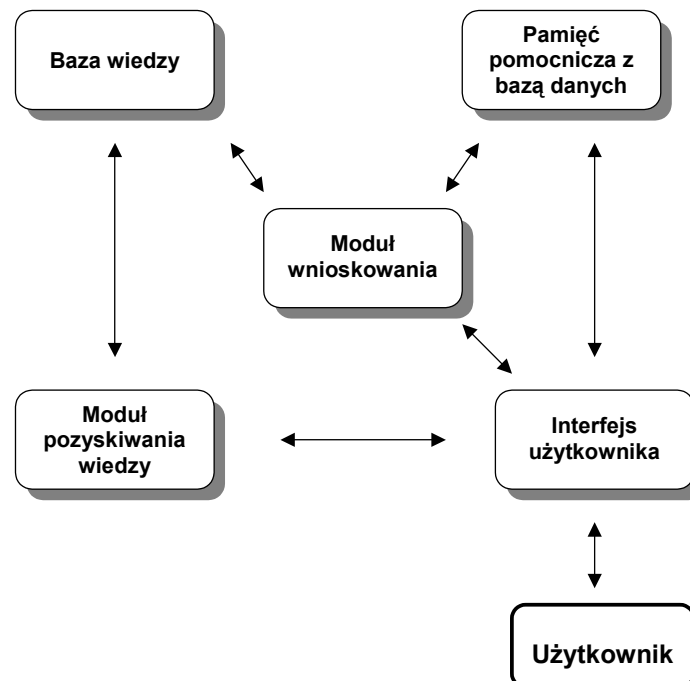 Baza wiedzy
Pamięć
pomocnicza z
bazą danych
Moduł
wnioskowania
Moduł
pozyskiwania
wiedzy
Interfejs
użytkownika
Użytkownik